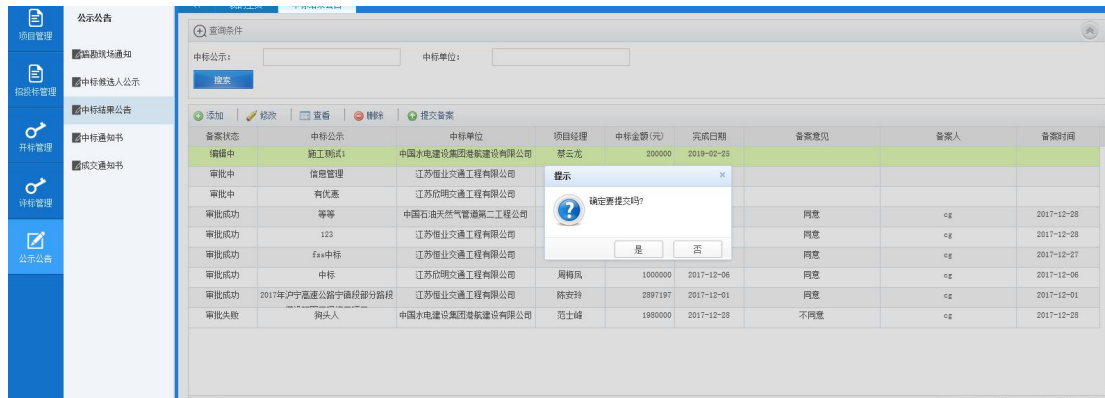 项目管理
招投标管理
开标管理
评标管理
公示公告
公示公告
踏勘现场通知
中标候选人公示
中标结果公告
中标通知书
成交通知书
查询条件
中标公示：
中标单位：
搜索
添加 修改 查看 删除 提交备案
备案状态 中标公示 中标单位 项目经理 中标金额(元) 完成日期 备案意见 备案人 备案时间
编辑中 施工测试1 中国水电建设集团港航建设有限公司 蔡云龙 200000 2019-02-25
审批中 信息管理 江苏恒业交通工程有限公司
审批中 有优惠 江苏欣明交通工程有限公司
审批成功 等等 中国石油天然气管道第二工程公司 同意 cg 2017-12-28
审批成功 123 江苏恒业交通工程有限公司 同意 cg 2017-12-28
审批成功 fss中标 江苏恒业交通工程有限公司 同意 cg 2017-12-27
审批成功 中标 江苏欣明交通工程有限公司 周梅凤 1000000 2017-12-06 同意 cg 2017-12-06
审批成功 2017年沪宁高速公路宁镇段部分路段 江苏恒业交通工程有限公司 陈安玲 2897197 2017-12-01 同意 cg 2017-12-01
审批失败 狗头人 中国水电建设集团港航建设有限公司 范士峰 1980000 2017-12-28 不同意 cg 2017-12-28
提示 ×
确定要提交吗?
是 否